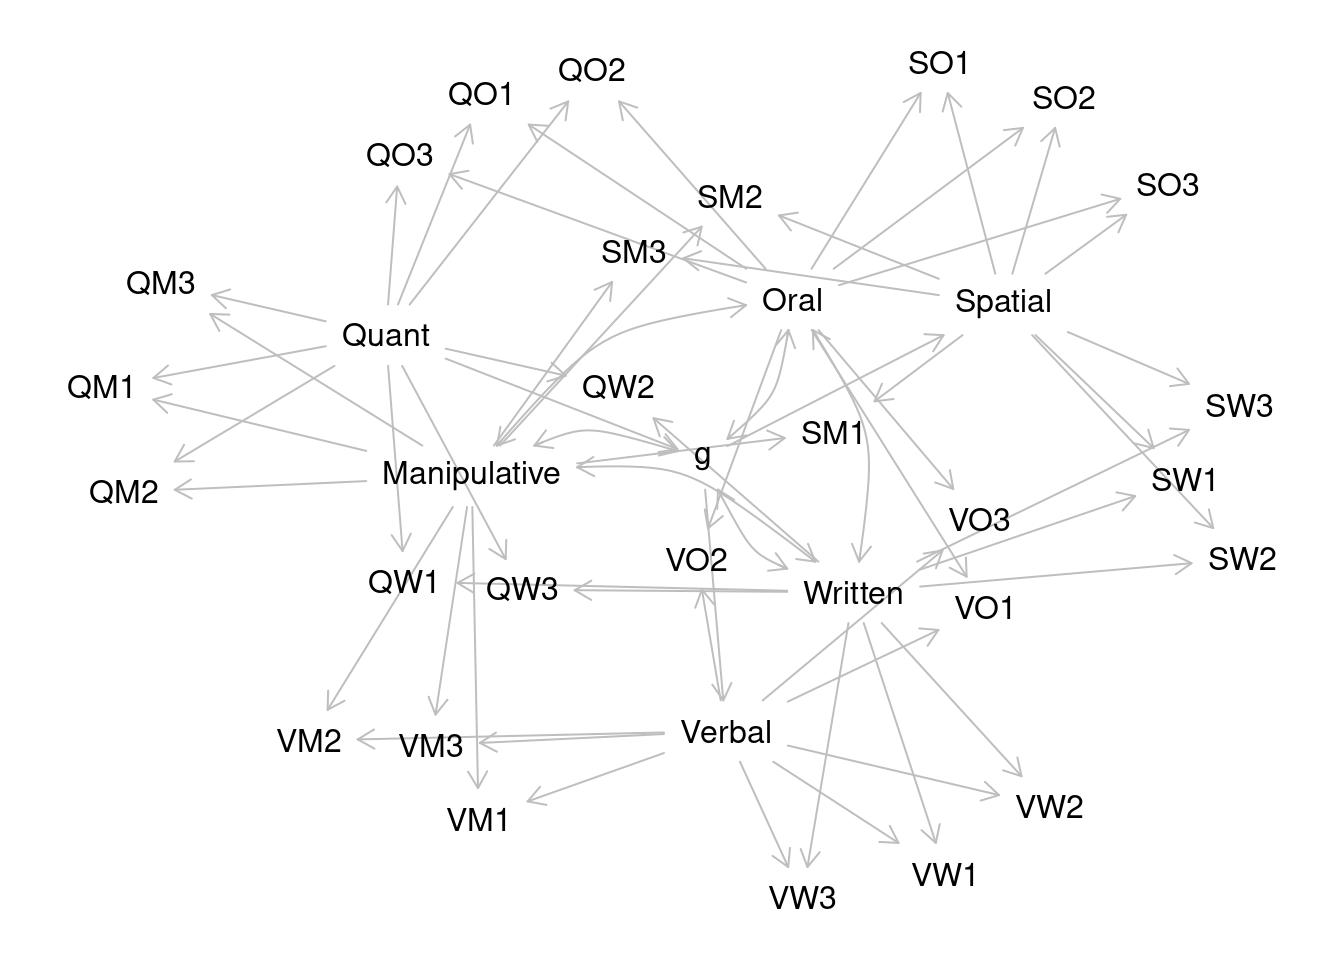 SO1
QO2
QO1
SO2
QO3
SO3
SM2
SM3
QM3
Oral
Spatial
Quant
QM1
QW2
SW3
SM1
g
Manipulative
SW1
QM2
VO3
VO2
SW2
QW1
QW3
Written
VO1
Verbal
VM2
VM3
VW2
VM1
VW1
VW3